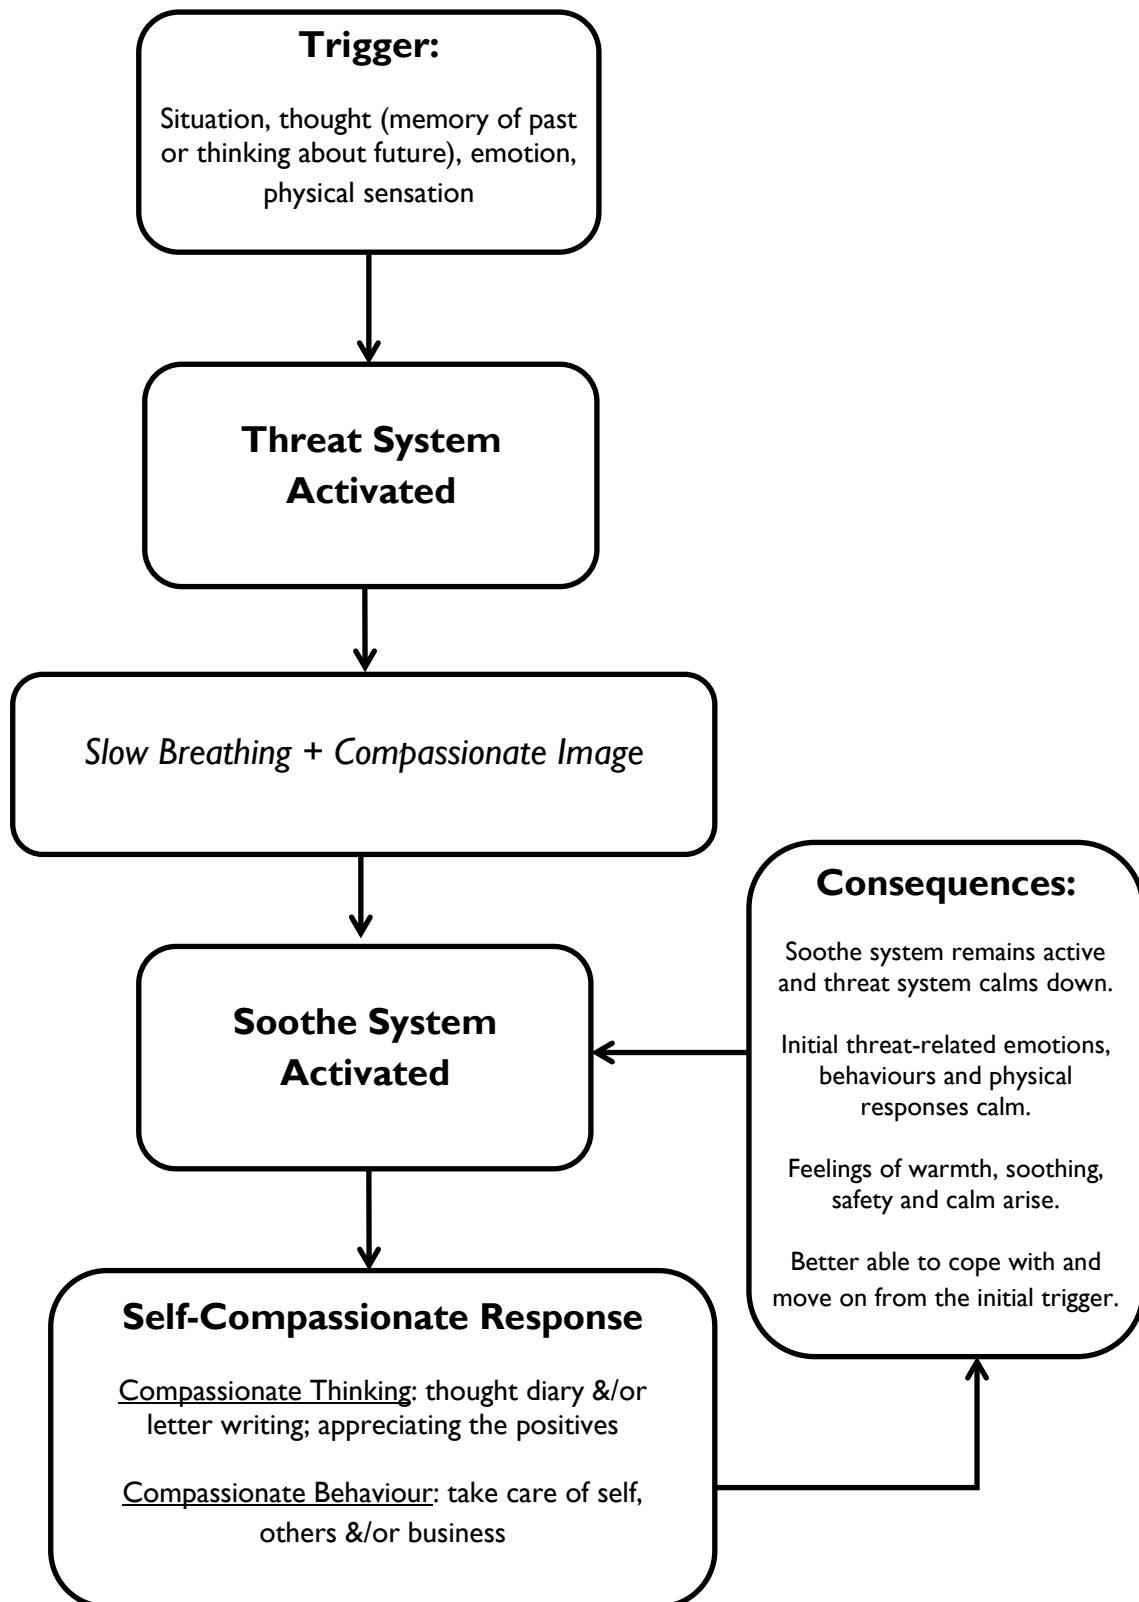 Trigger:
Situation, thought (memory of past
or thinking about future), emotion,
physical sensation
Threat System
Activated
Slow Breathing + Compassionate Image
Soothe System
Activated
Self-Compassionate Response
Compassionate Thinking: thought diary &/or
letter writing; appreciating the positives
Compassionate Behaviour: take care of self,
others &/or business
Consequences:
Soothe system remains active
and threat system calms down.
Initial threat-related emotions,
behaviours and physical
responses calm.
Feelings of warmth, soothing,
safety and calm arise.
Better able to cope with and
move on from the initial trigger.